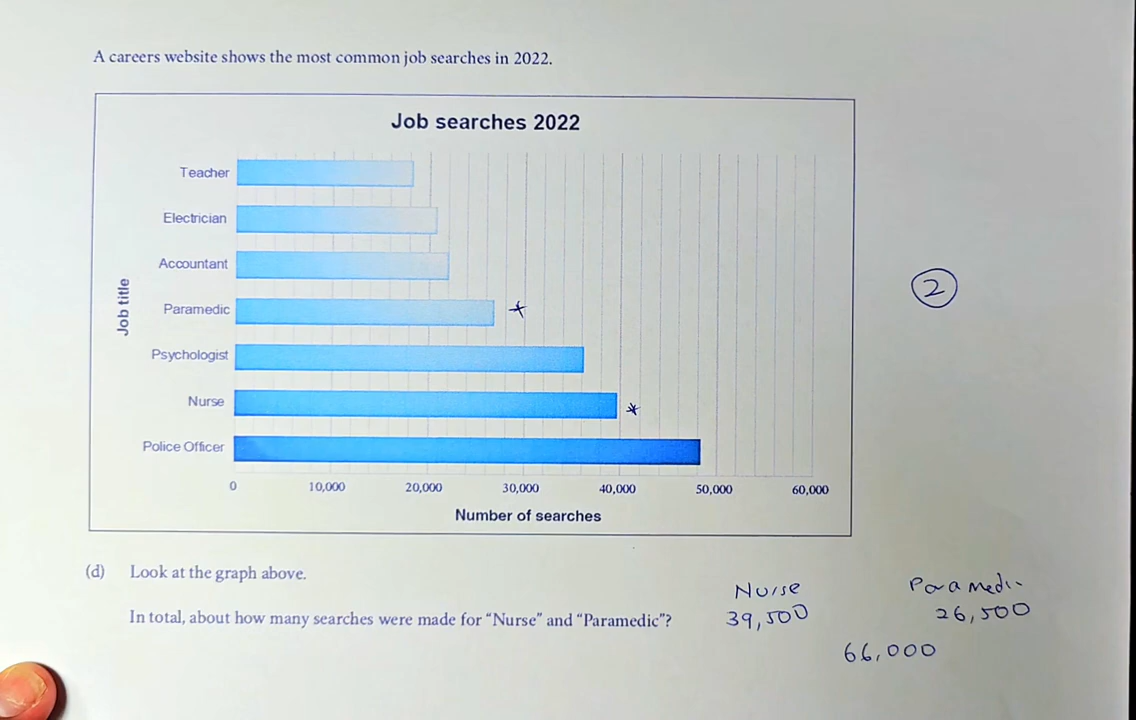 A careers website shows the most common job searches in 2022.
Job searches 2022
Teacher
Electrician
Accountant
Paramedic
Psychologist
Nurse
Police Officer
Job title
0 10,000 20,000 30,000 40,000 50,000 60,000
Number of searches
2
(d) Look at the graph above.
In total, about how many searches were made for “Nurse” and “Paramedic”?
Nurse Paramedi
39,500 26,500
66,000